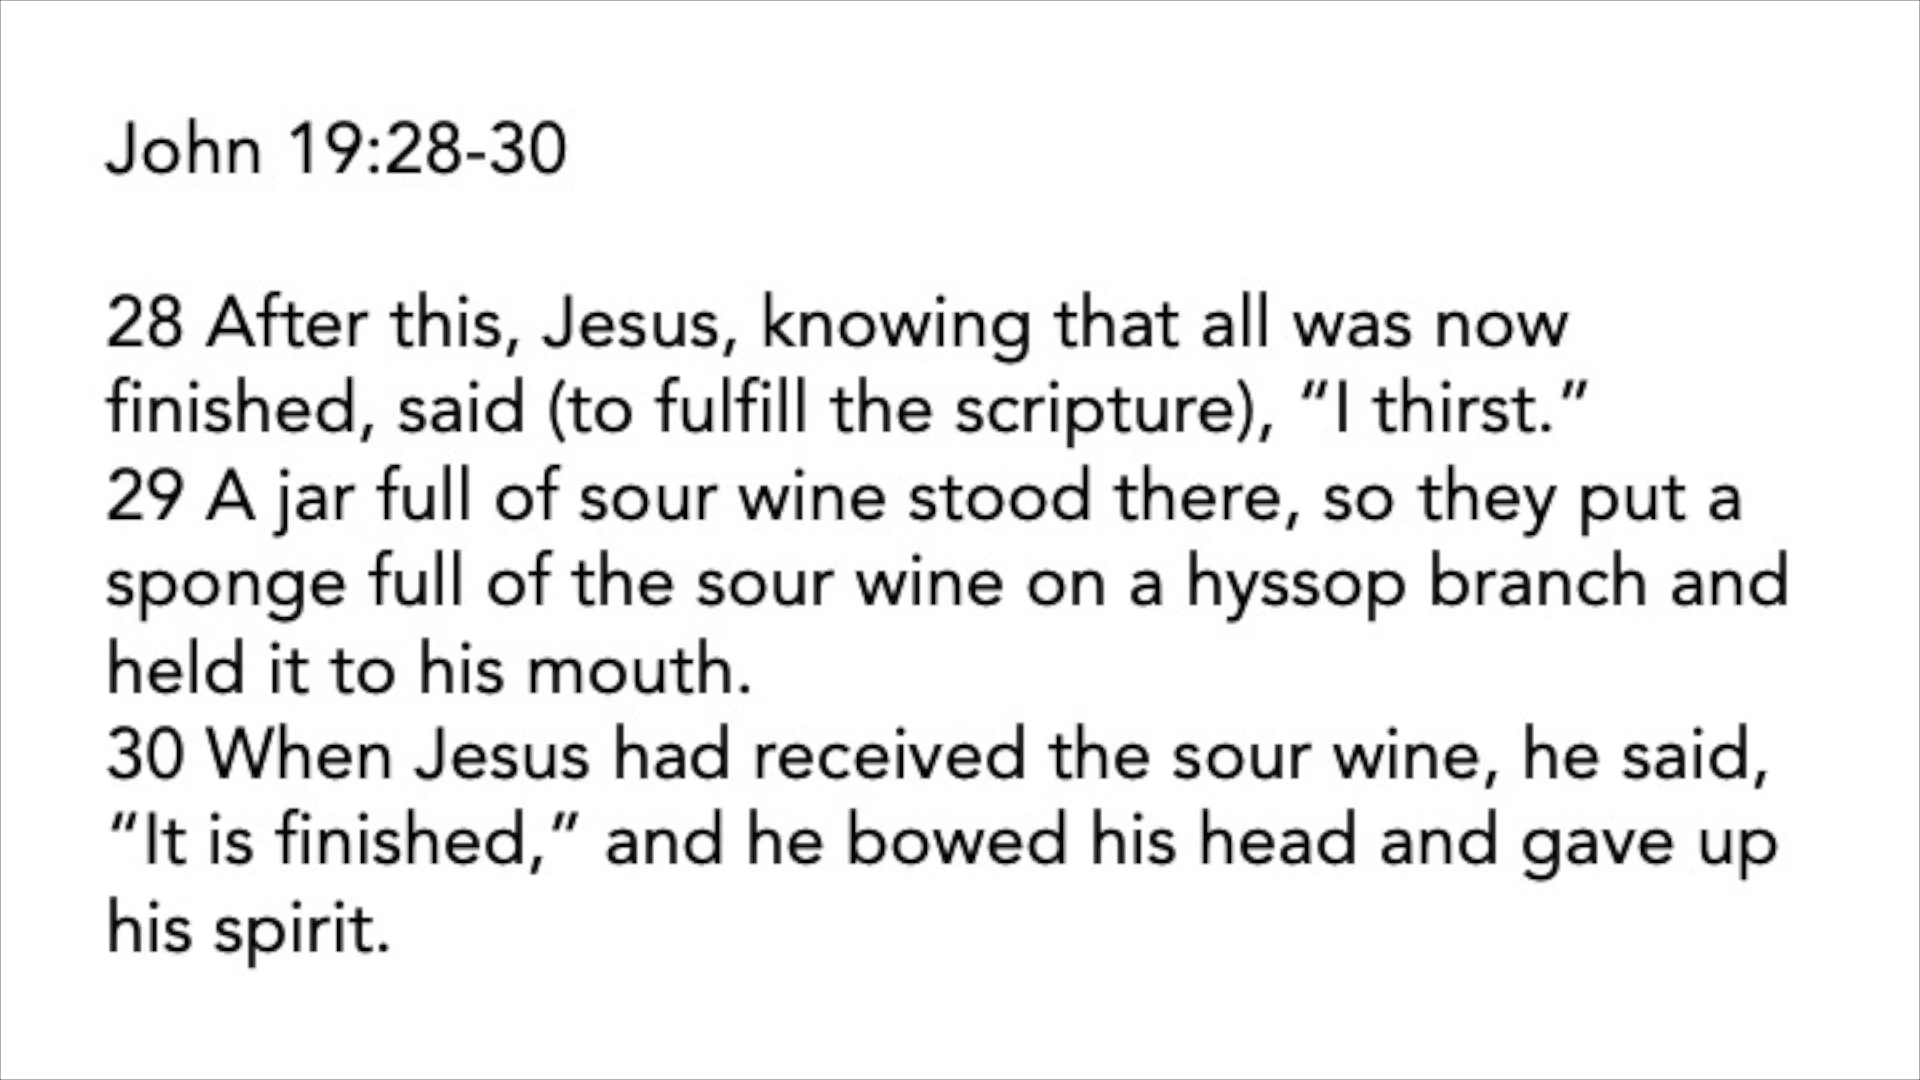 John 19:28-30
28 After this, Jesus, knowing that all was now
finished, said (to fulfill the scripture), “I thirst.”
29 A jar full of sour wine stood there, so they put a
sponge full of the sour wine on a hyssop branch and
held it to his mouth.
30 When Jesus had received the sour wine, he said,
“It is finished,” and he bowed his head and gave up
his spirit.